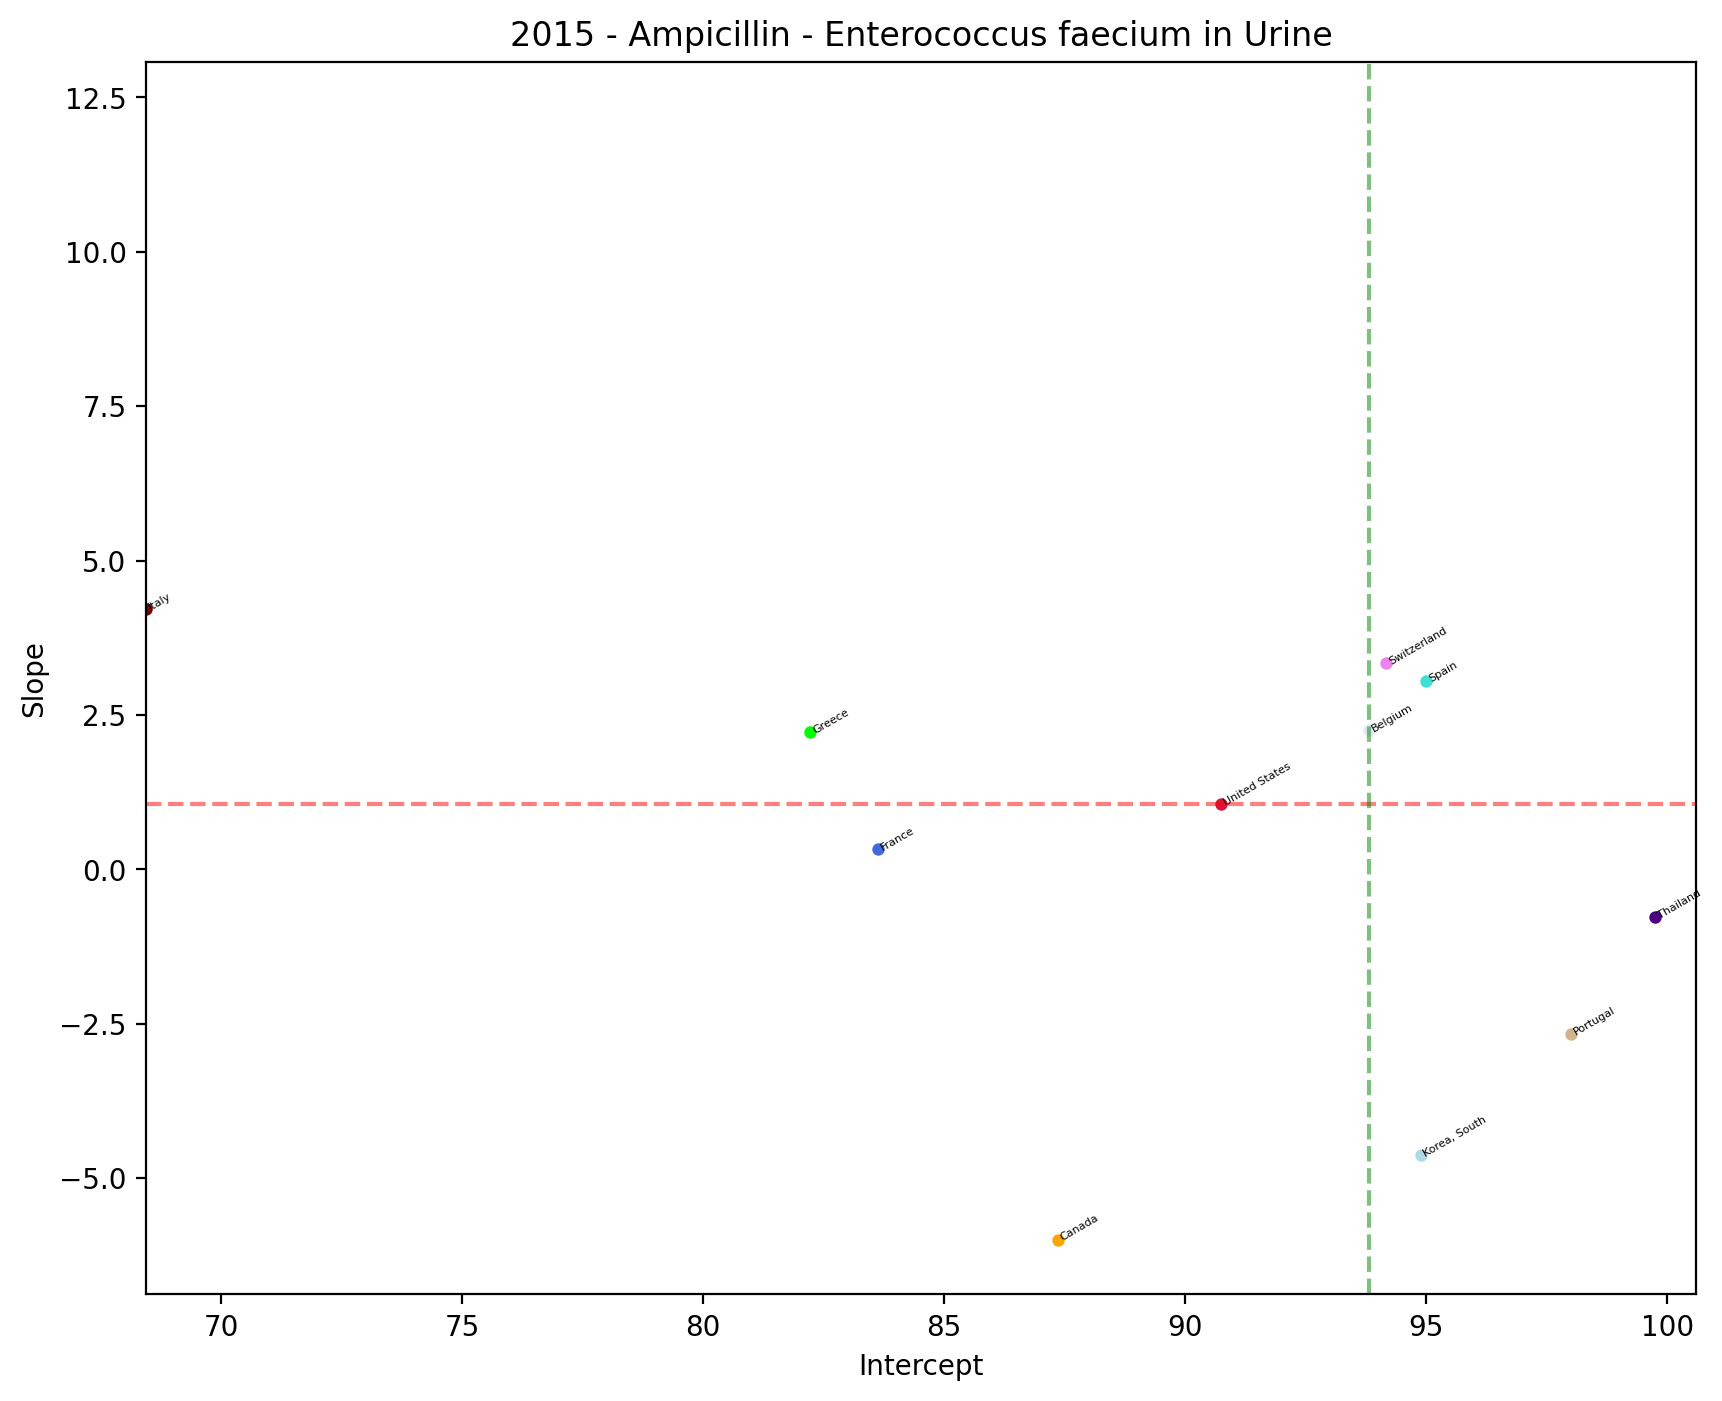 2015 - Ampicillin - Enterococcus faecium in Urine
12.5
10.0
7.5
5.0
2.5
0.0
−2.5
−5.0
Slope
Italy
Switzerland
Spain
Greece
Belgium
United States
France
Thailand
Portugal
Korea, South
Canada
70
75
80
85
90
95
100
Intercept